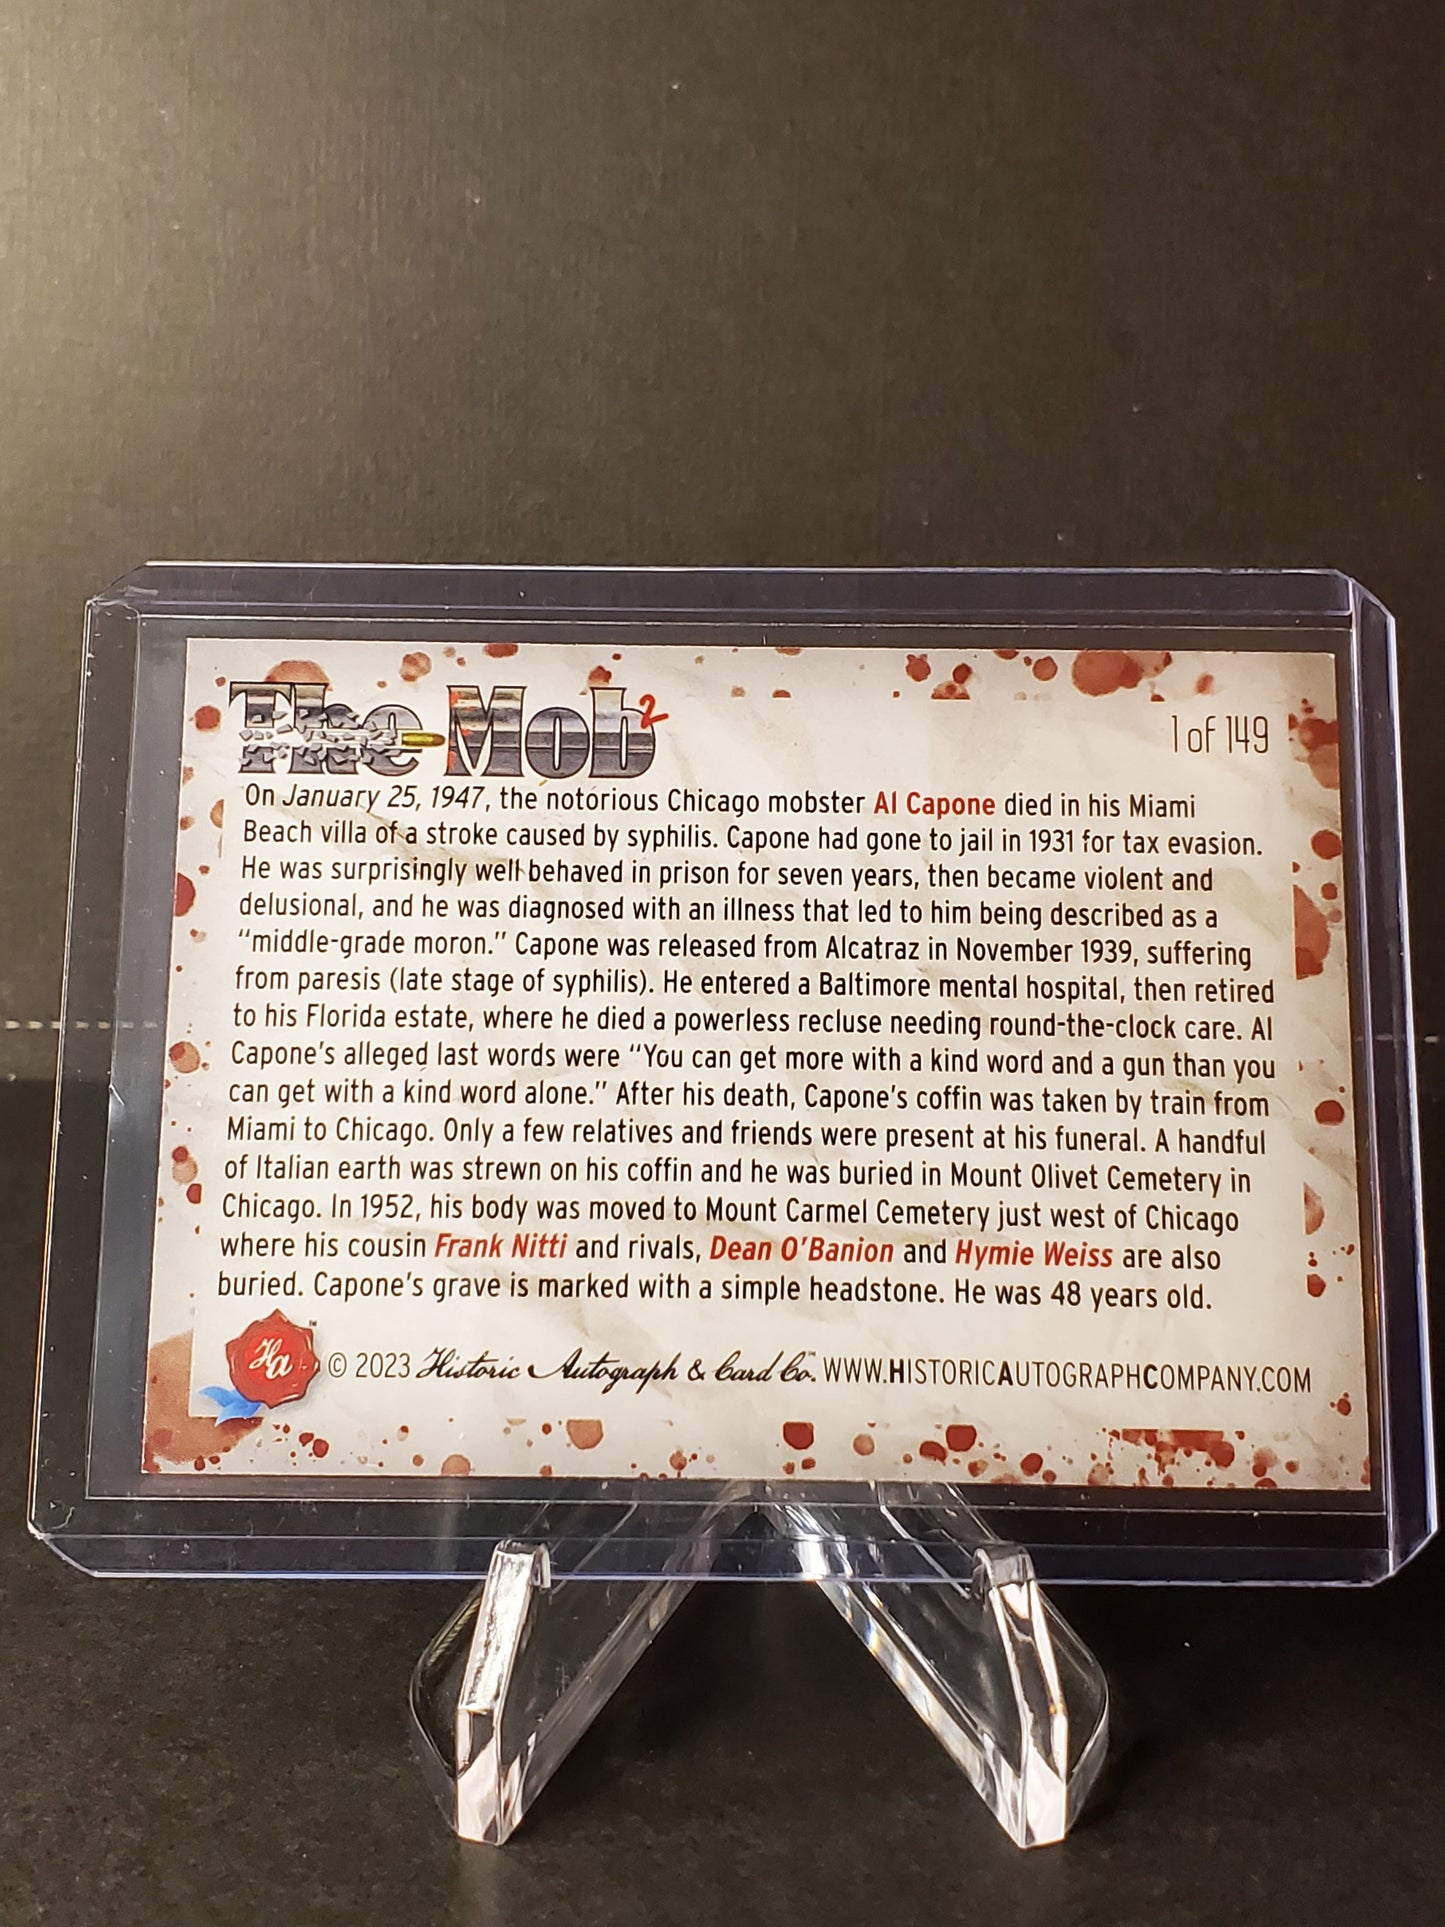 The Mob²
1 of 149
On January 25, 1947, the notorious Chicago mobster Al Capone died in his Miami
Beach villa of a stroke caused by syphilis. Capone had gone to jail in 1931 for tax evasion.
He was surprisingly well-behaved in prison for seven years, then became violent and
delusional, and he was diagnosed with an illness that led to him being described as a
“middle-grade moron.” Capone was released from Alcatraz in November 1939, suffering
from paresis (late stage of syphilis). He entered a Baltimore mental hospital, then retired
to his Florida estate, where he died a powerless recluse needing round-the-clock care. Al
Capone’s alleged last words were “You can get more with a kind word and a gun than you
can get with a kind word alone.” After his death, Capone’s coffin was taken by train from
Miami to Chicago. Only a few relatives and friends were present at his funeral. A handful
of Italian earth was strewn on his coffin and he was buried in Mount Olivet Cemetery in
Chicago. In 1952, his body was moved to Mount Carmel Cemetery just west of Chicago
where his cousin Frank Nitti and rivals, Dean O’Banion and Hymie Weiss are also
buried. Capone’s grave is marked with a simple headstone. He was 48 years old.
Ha ™ © 2023 Historic Autograph & Card Co.™ WWW.HISTORICAUTOGRAPHCOMPANY.COM